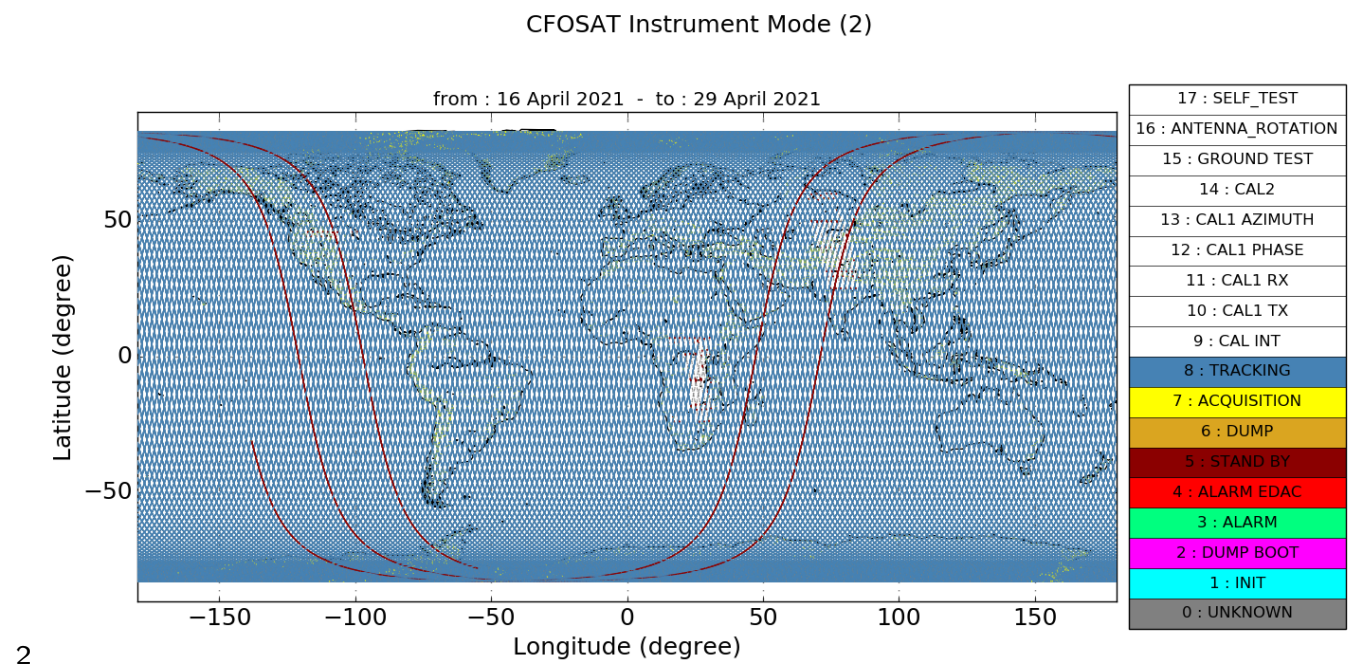 CFOSAT Instrument Mode (2)
from : 16 April 2021  -  to : 29 April 2021
17 : SELF_TEST
16 : ANTENNA_ROTATION
15 : GROUND TEST
14 : CAL2
13 : CAL1 AZIMUTH
12 : CAL1 PHASE
11 : CAL1 RX
10 : CAL1 TX
9 : CAL INT
8 : TRACKING
7 : ACQUISITION
6 : DUMP
5 : STAND BY
4 : ALARM EDAC
3 : ALARM
2 : DUMP BOOT
1 : INIT
0 : UNKNOWN
Latitude (degree)
50
0
−50
−150 −100 −50 0 50 100 150
Longitude (degree)
2